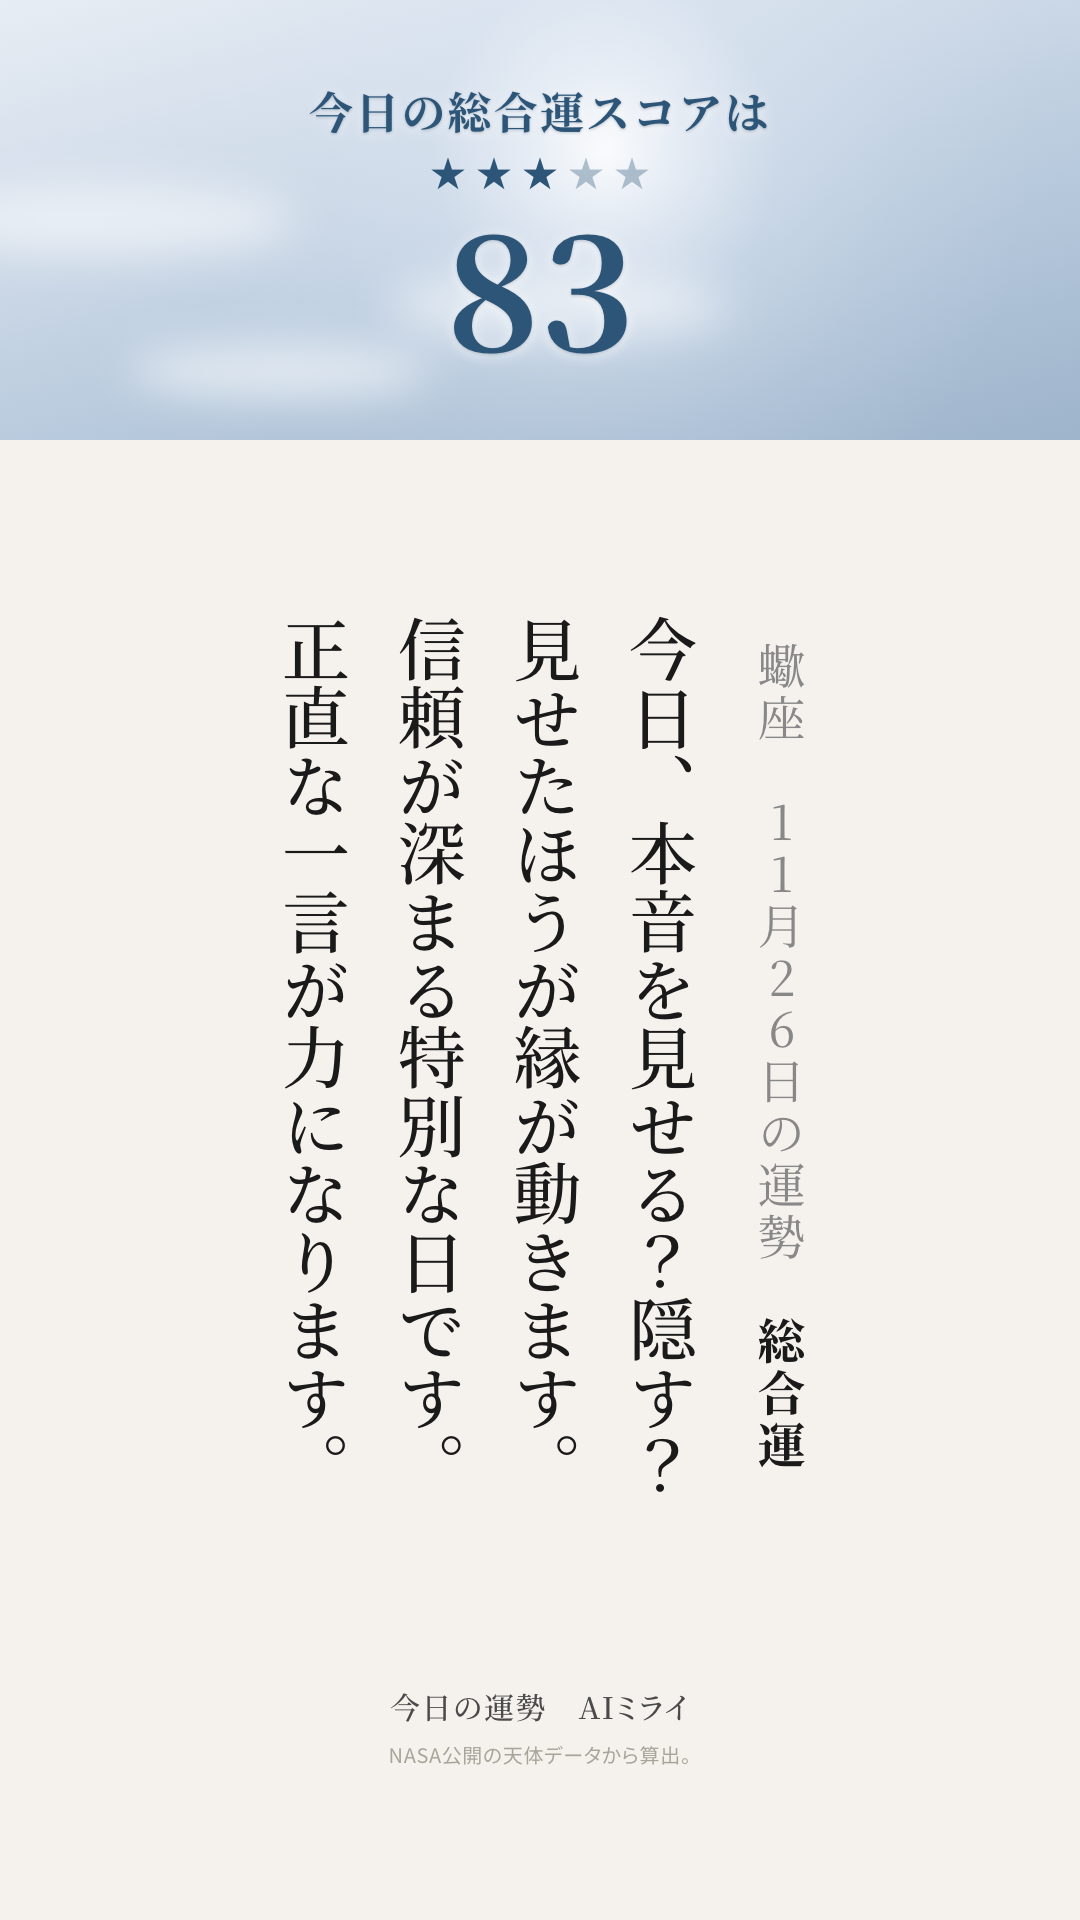 今日の総合運スコアは
★★★★★
83
蠍座　11月26日の運勢　総合運
今日、本音を見せる？隠す？
見せたほうが縁が動きます。
信頼が深まる特別な日です。
正直な一言が力になります。
今日の運勢　AIミライ
NASA公開の天体データから算出。